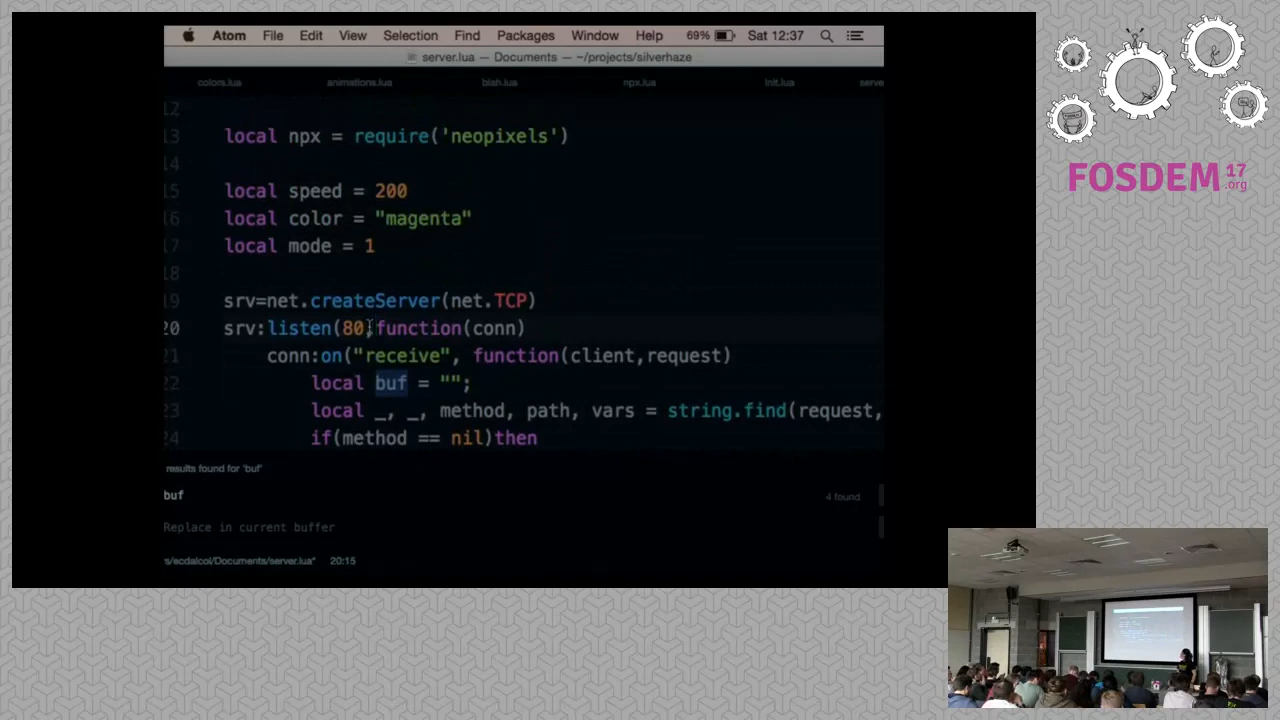 Atom File Edit View Selection Find Packages Window Help 69% Sat 12:37
server.lua — Documents — ~/projects/silverhaze
colors.lua animations.lua blah.lua npx.lua init.lua serve
12
13 local npx = require('neopixels')
14
15 local speed = 200
16 local color = "magenta"
17 local mode = 1
18
19 srv=net.createServer(net.TCP)
20 srv:listen(80,function(conn)
21 conn:on("receive", function(client,request)
22 local buf = "";
23 local _, _, method, path, vars = string.find(request,
24 if(method == nil)then
results found for 'buf'
buf 4 found
Replace in current buffer
s/ecdalcol/Documents/server.lua* 20:15
FOSDEM 17
.org